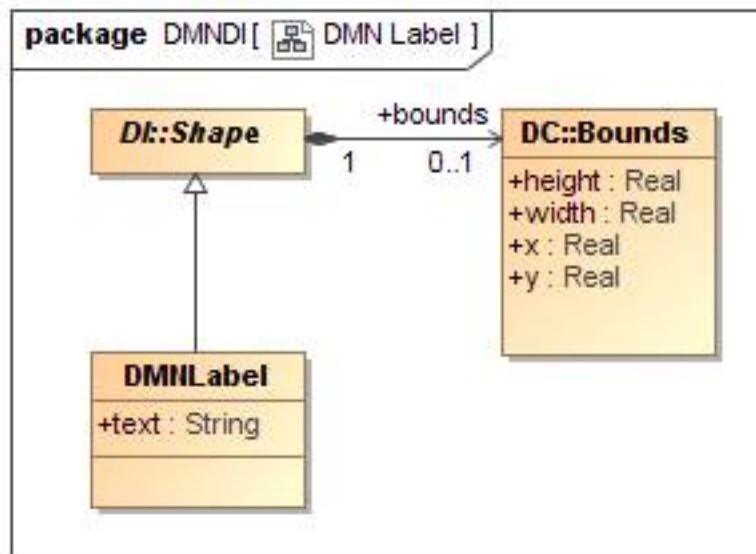 package DMNDI[ DMN Label ]
DI::Shape
+bounds
1
0..1
DC::Bounds
+height : Real
+width : Real
+x : Real
+y : Real
DMNLabel
+text : String